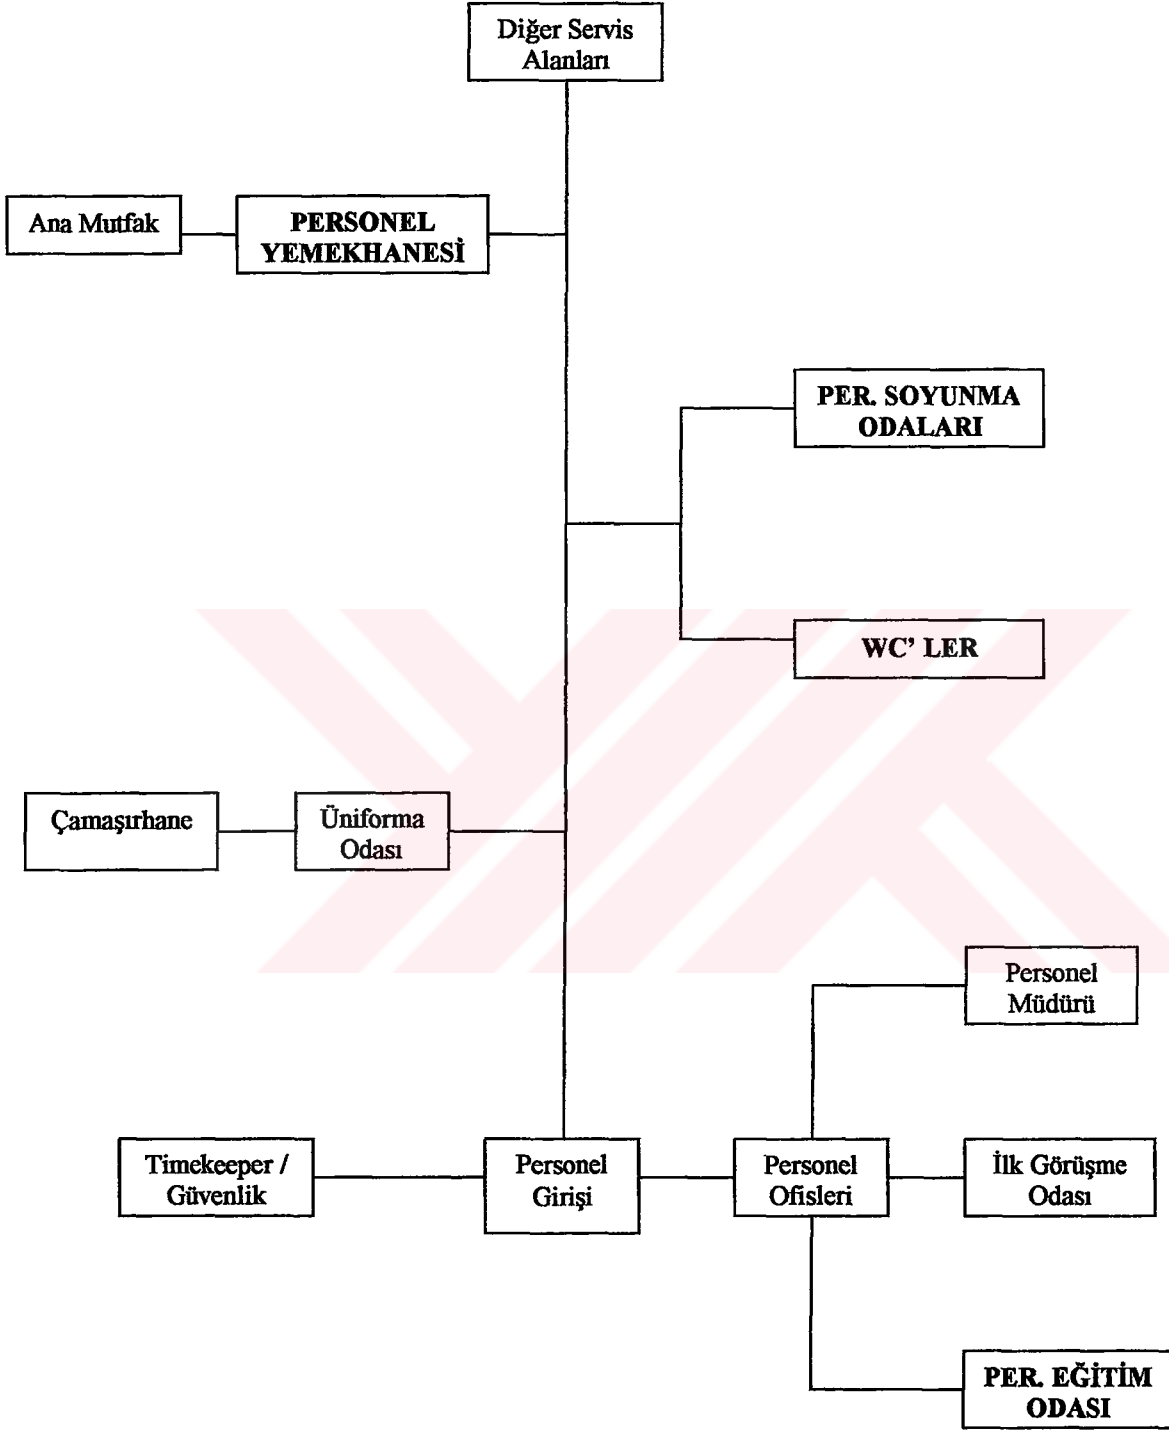 Diğer Servis
Alanları
Ana Mutfak
PERSONEL
YEMEKHANESİ
PER. SOYUNMA
ODALARI
WC' LER
Çamaşırhane
Üniforma
Odası
Personel
Müdürü
Timekeeper /
Güvenlik
Personel
Girişi
Personel
Ofisleri
İlk Görüşme
Odası
PER. EĞİTİM
ODASI